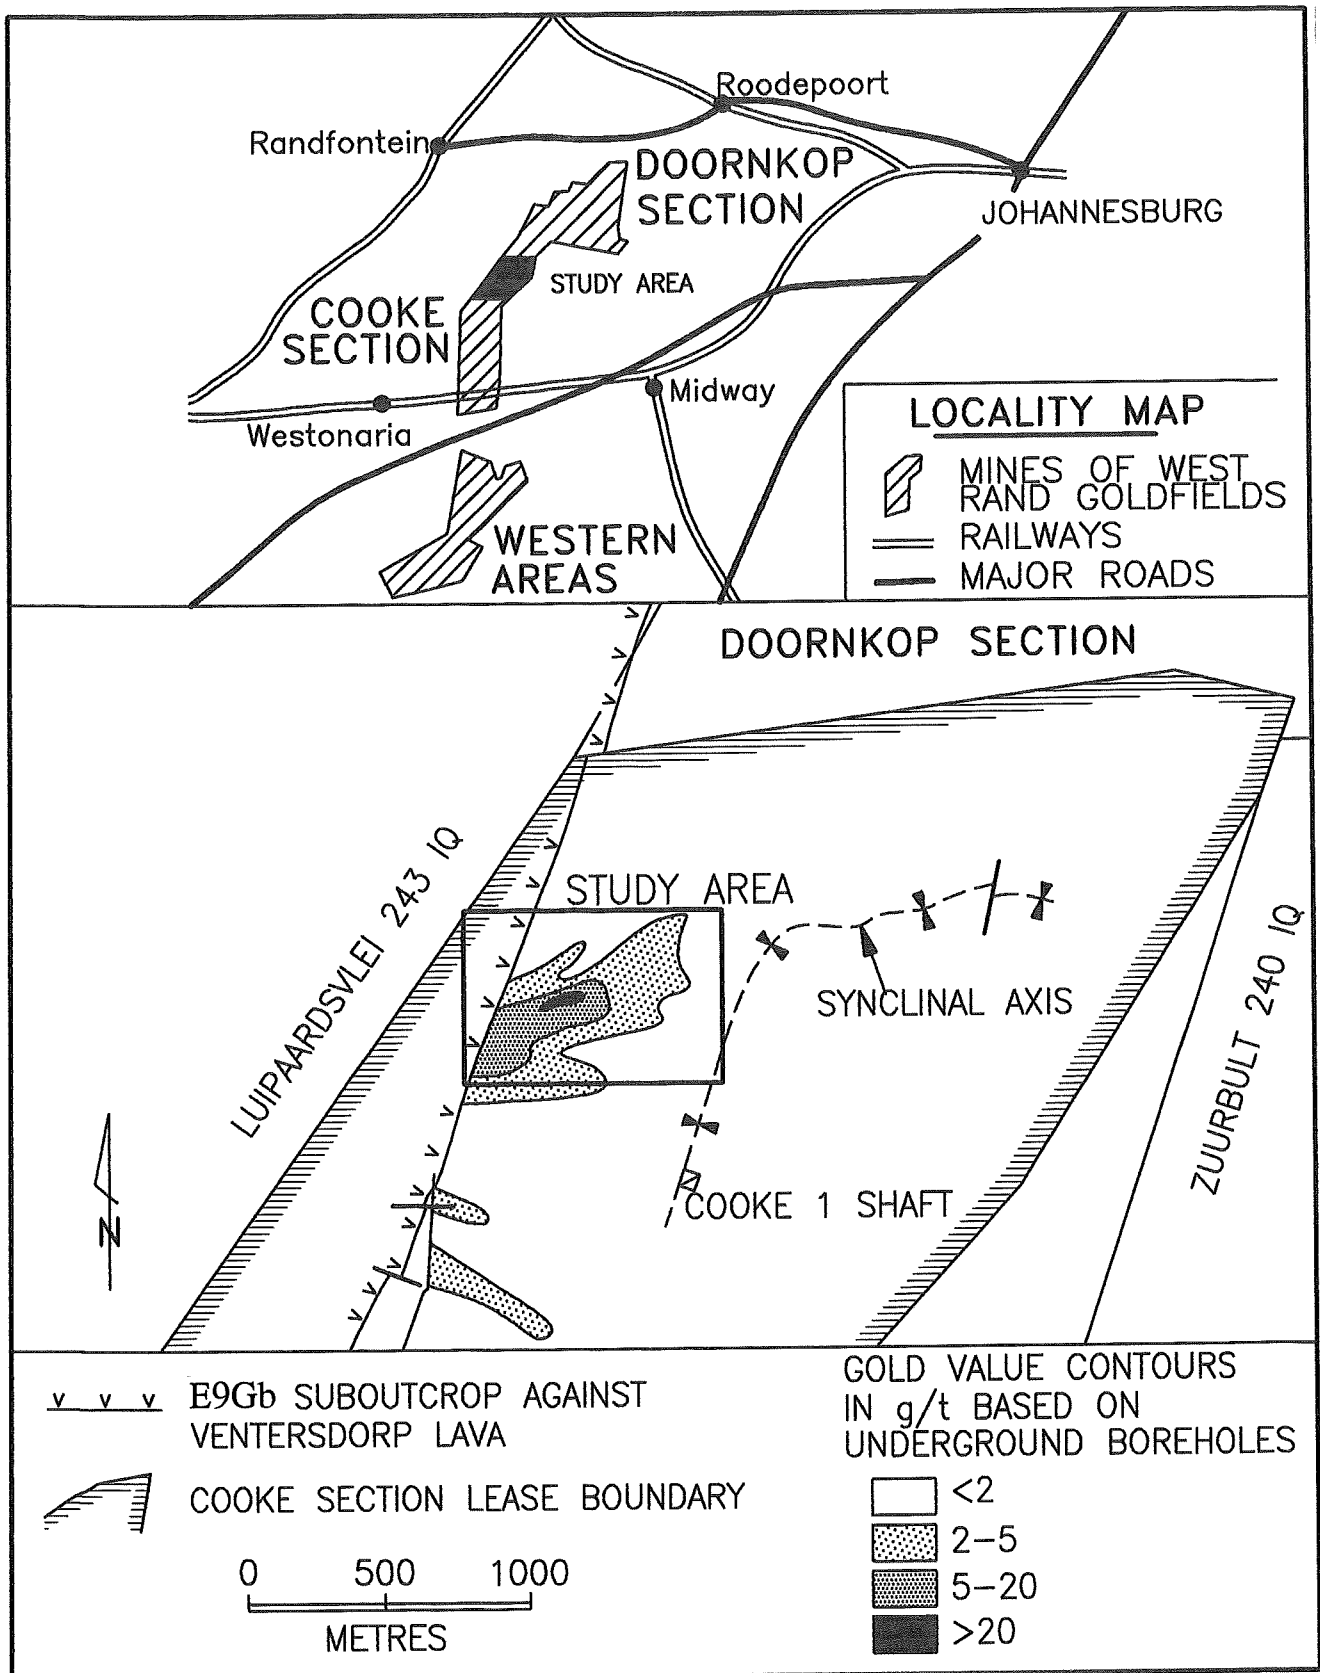 Roodepoort
Randfontein
DOORNKOP
SECTION
JOHANNESBURG
STUDY AREA
COOKE
SECTION
Midway
Westonaria
WESTERN
AREAS
LOCALITY MAP
MINES OF WEST
RAND GOLDFIELDS
RAILWAYS
MAJOR ROADS
DOORNKOP SECTION
LUIPAARDSVLEI 243 IQ
STUDY AREA
SYNCLINAL AXIS
ZUURBULT 240 IQ
COOKE 1 SHAFT
N
E9Gb SUBOUTCROP AGAINST
VENTERSDORP LAVA
COOKE SECTION LEASE BOUNDARY
0 500 1000
METRES
GOLD VALUE CONTOURS
IN g/t BASED ON
UNDERGROUND BOREHOLES
<2
2-5
5-20
>20